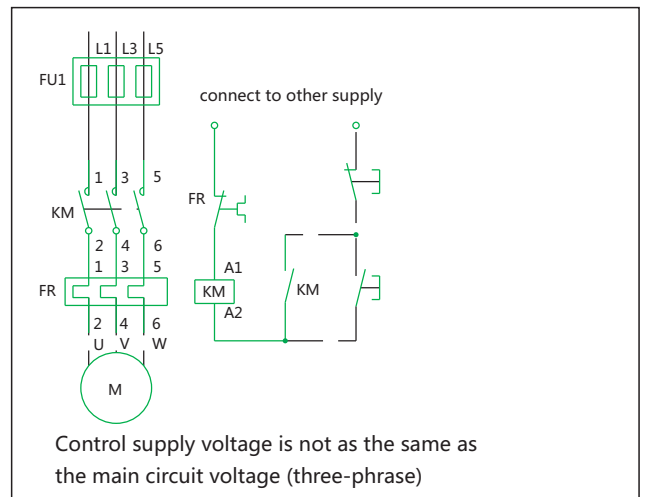 L1 L3 L5
FU1
connect to other supply
1 3 5
KM
FR
2 4 6
1 3 5
A1
FR
KM
KM
A2
2 4 6
U V W
M
Control supply voltage is not as the same as
the main circuit voltage (three-phrase)